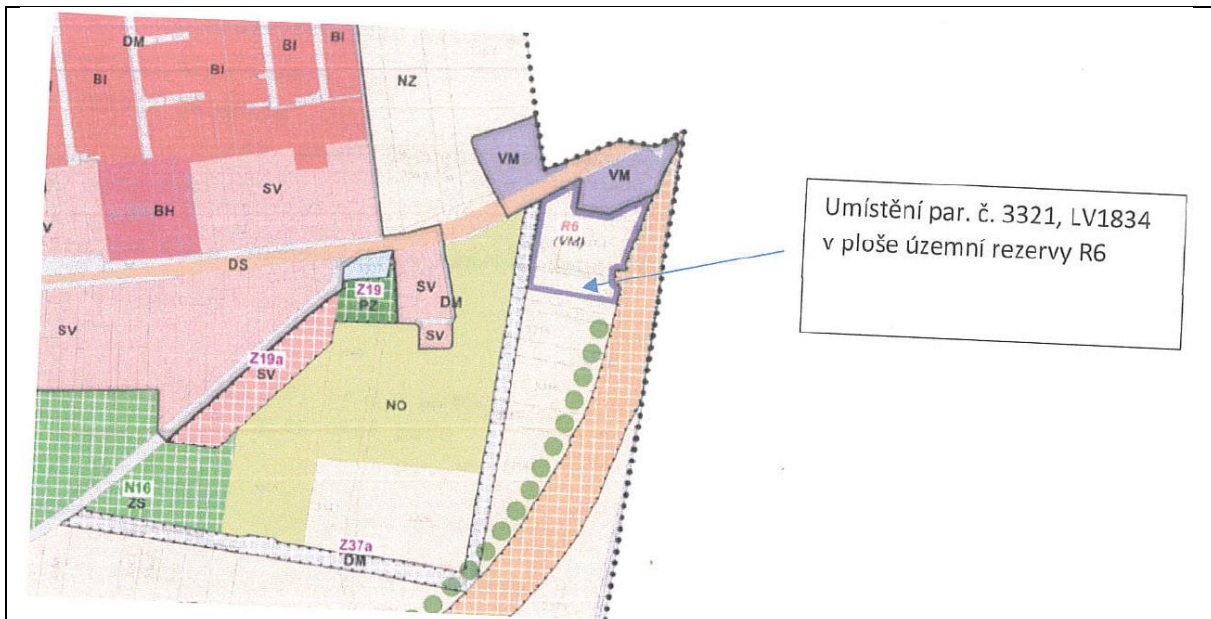 DM
BI
BI
BI
BI
NZ
VM
VM
SV
BH
R6
(VM)
DS
Z19
PZ
SV
DM
SV
SV
Z19a
SV
NO
N16
ZS
Z37a
DM
Umístění par. č. 3321, LV1834
v ploše územní rezervy R6